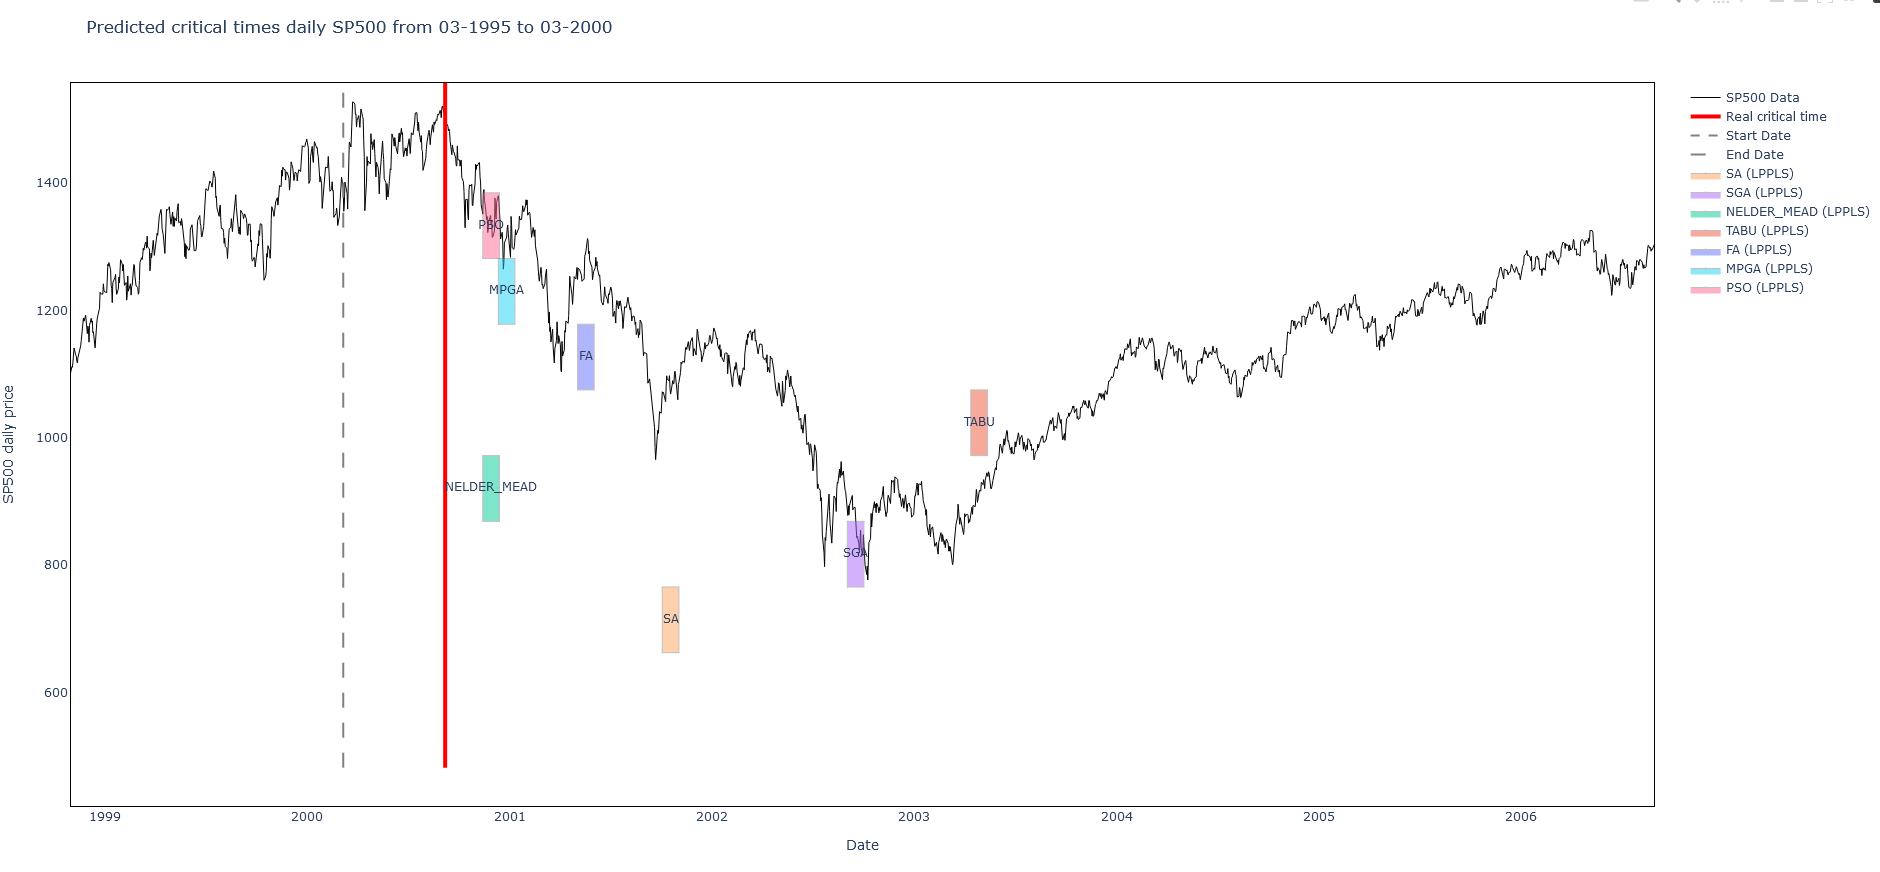 Predicted critical times daily SP500 from 03-1995 to 03-2000
SP500 Data
Real critical time
Start Date
End Date
SA (LPPLS)
SGA (LPPLS)
NELDER_MEAD (LPPLS)
TABU (LPPLS)
FA (LPPLS)
MPGA (LPPLS)
PSO (LPPLS)
1400
1200
1000
800
600
SP500 daily price
PSO
MPGA
FA
TABU
NELDER_MEAD
SGA
SA
1999
2000
2001
2002
2003
2004
2005
2006
Date